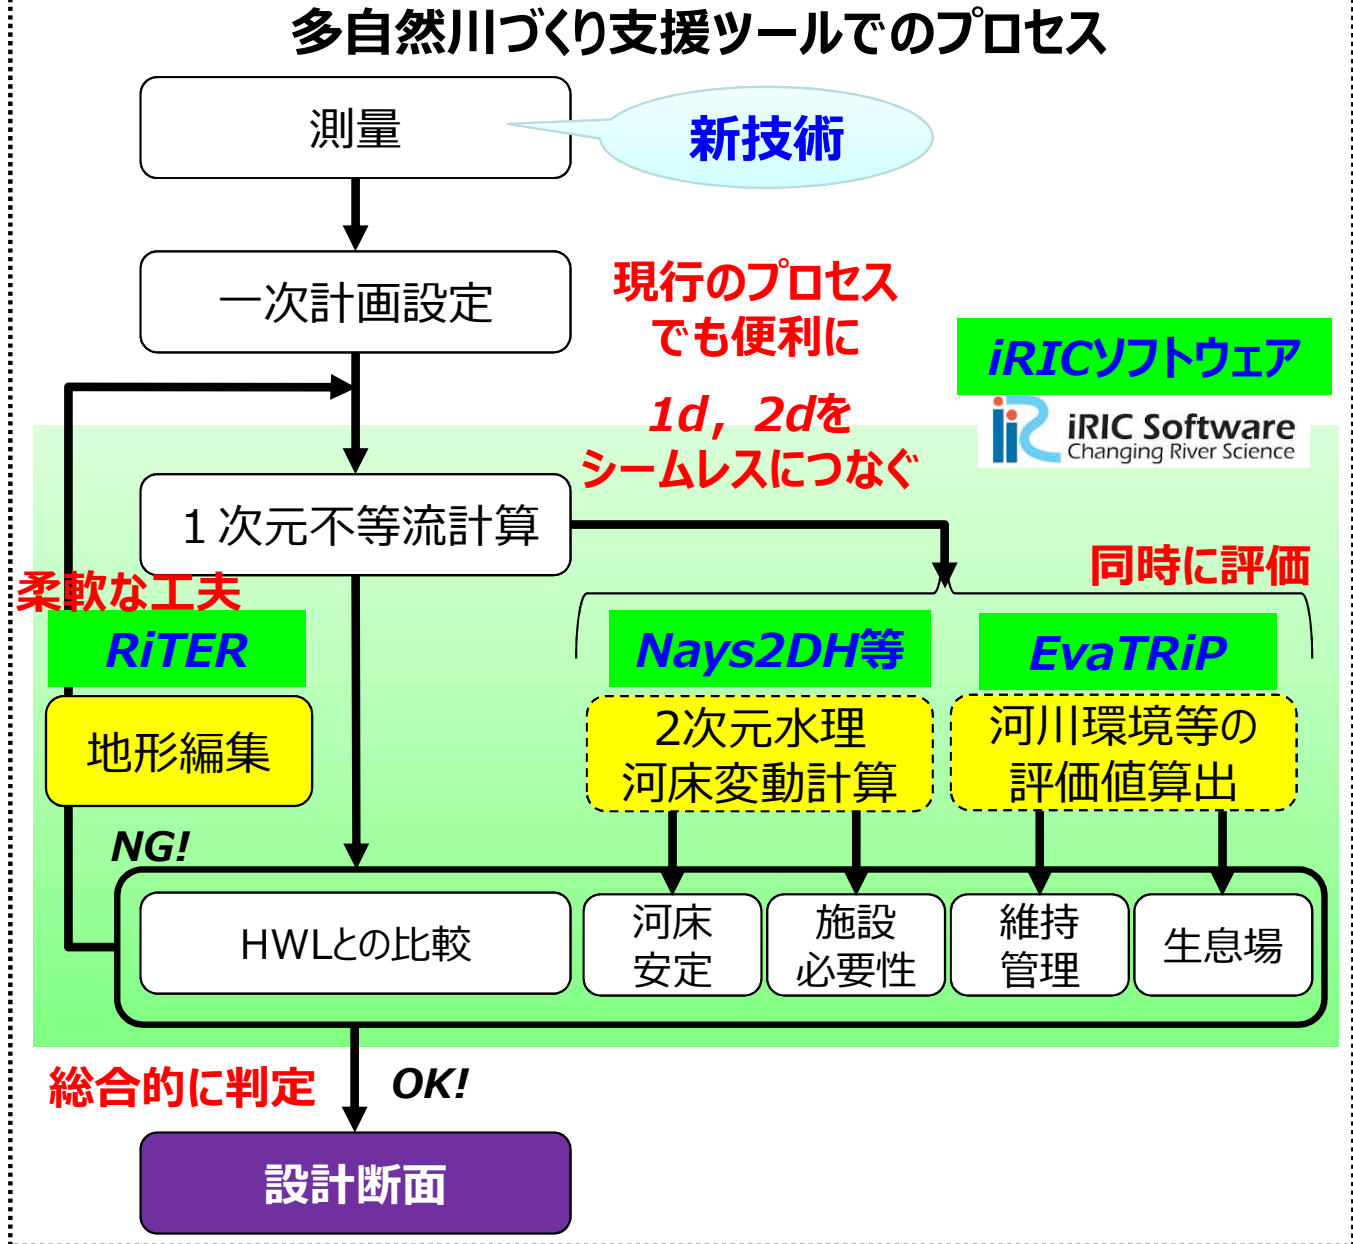 多自然川づくり支援ツールでのプロセス
測量
新技術
一次計画設定
現行のプロセス
でも便利に
iRICソフトウェア
iRIC Software
Changing River Science
1d，2dを
シームレスにつなぐ
１次元不等流計算
同時に評価
柔軟な工夫
RiTER
Nays2DH等
EvaTRiP
地形編集
2次元水理
河床変動計算
河川環境等の
評価値算出
NG!
HWLとの比較
河床
安定
施設
必要性
維持
管理
生息場
総合的に判定
OK!
設計断面